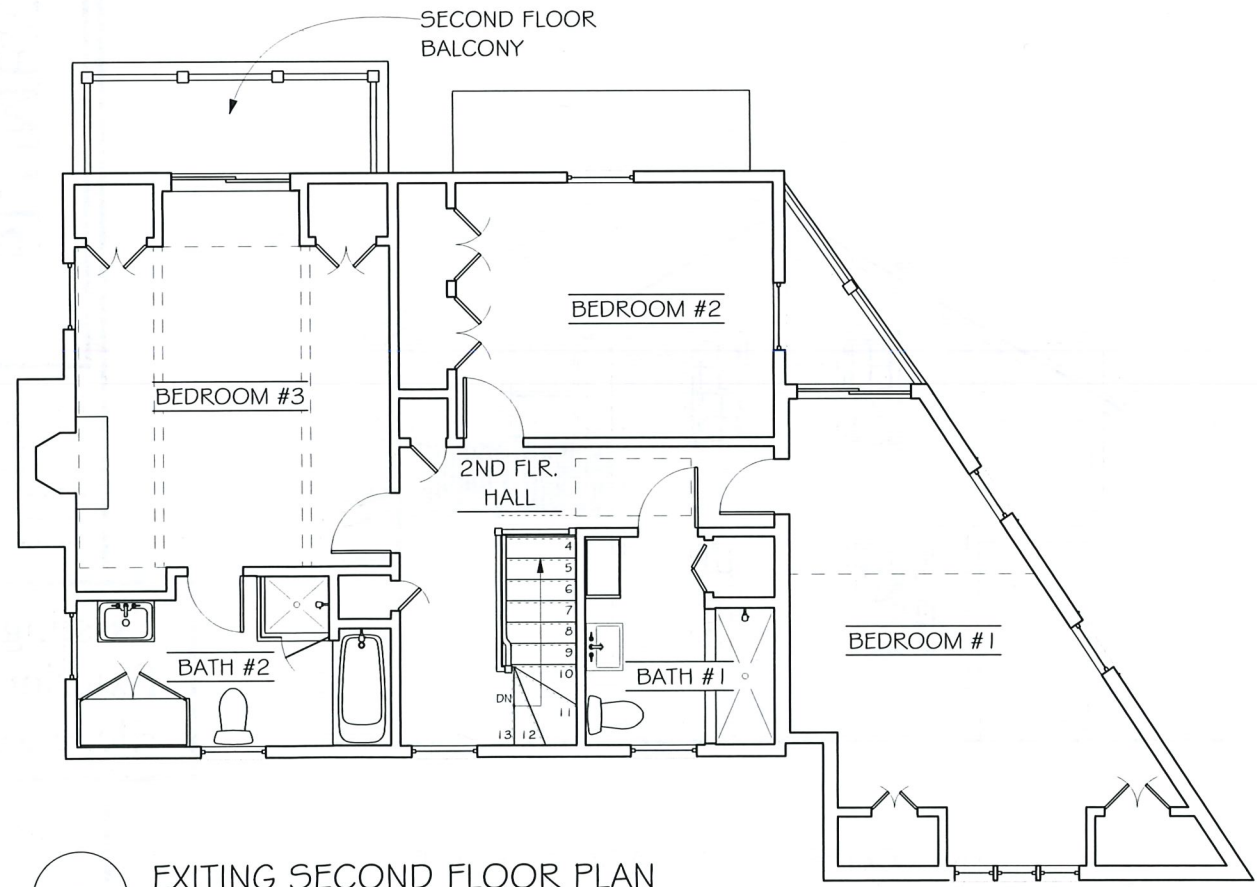 SECOND FLOOR
BALCONY
BEDROOM #2
BEDROOM #3
2ND FLR.
HALL
4
5
6
7
8
9
10
11
DN
13 12
BEDROOM #1
BATH #2
BATH #1
EXITING SECOND FLOOR PLAN